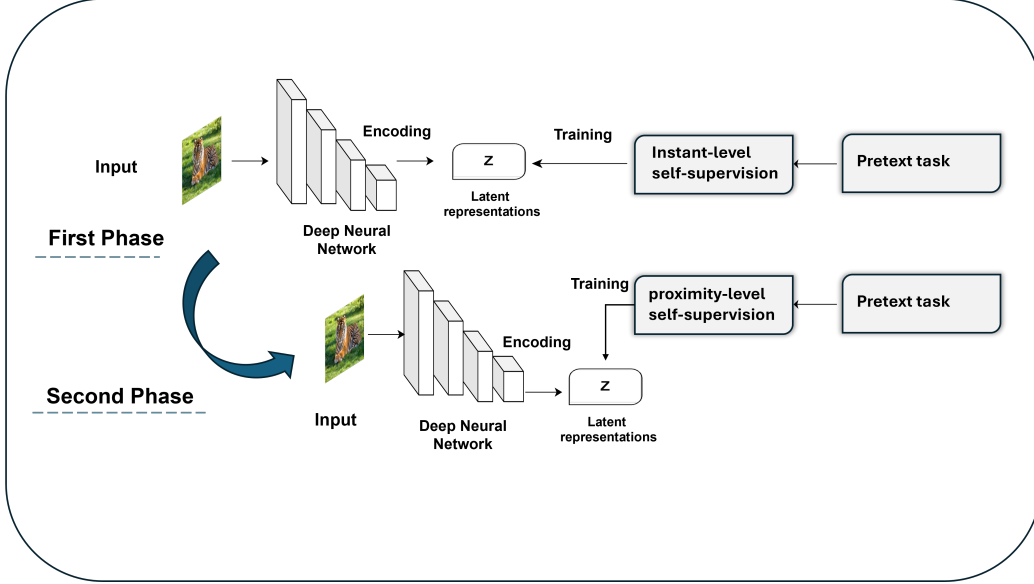 Encoding
Training
Input
z
Instant-level
self-supervision
Pretext task
Latent
representations
Deep Neural
Network
First Phase
Training
proximity-level
self-supervision
Pretext task
Encoding
z
Second Phase
Input
Deep Neural
Network
Latent
representations